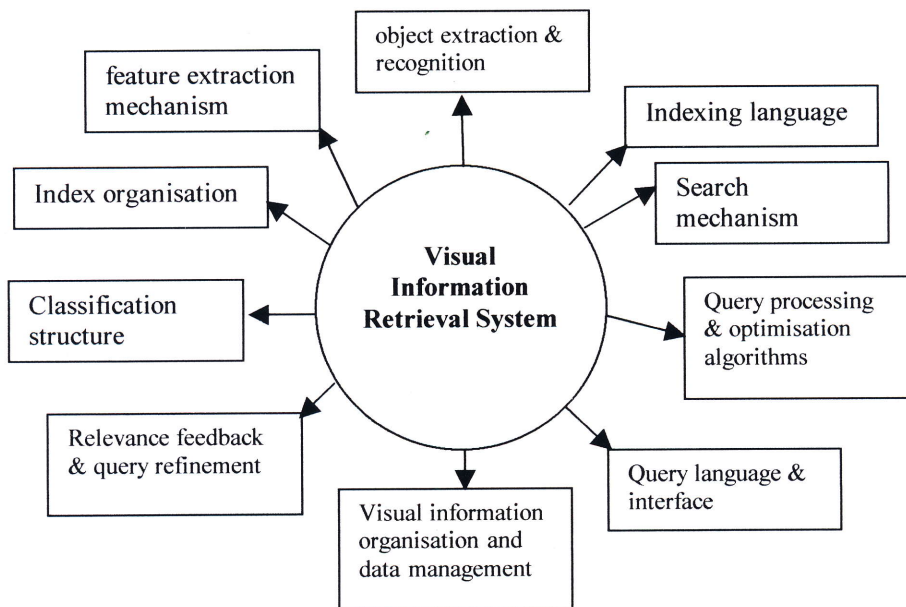 object extraction &
recognition
feature extraction
mechanism
Indexing language
Index organisation
Search
mechanism
Visual
Information
Retrieval System
Classification
structure
Query processing
& optimisation
algorithms
Relevance feedback
& query refinement
Query language &
interface
Visual information
organisation and
data management